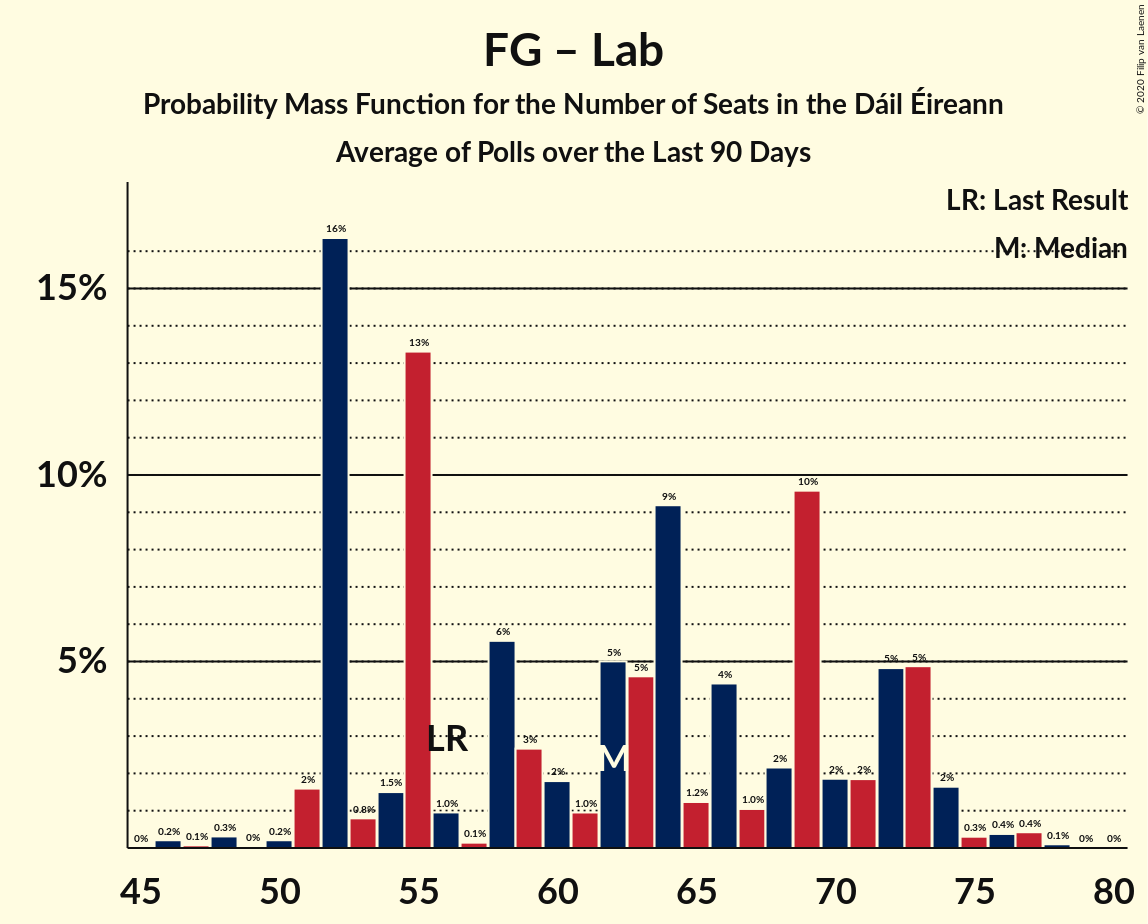 FG – Lab
Probability Mass Function for the Number of Seats in the Dáil Éireann
Average of Polls over the Last 90 Days
© 2020 Filip van Laenen
LR: Last Result
M: Median
15%
10%
5%
0% 0.2% 0.1% 0.3% 0% 0.2% 2% 16% 0.8% 1.5% 13% 1.0% 0.1% 6% 3% 2% 1.0% 5% 5% 9% 1.2% 4% 1.0% 2% 10% 2% 2% 5% 5% 2% 0.3% 0.4% 0.4% 0.1% 0% 0%
LR
M
45 50 55 60 65 70 75 80